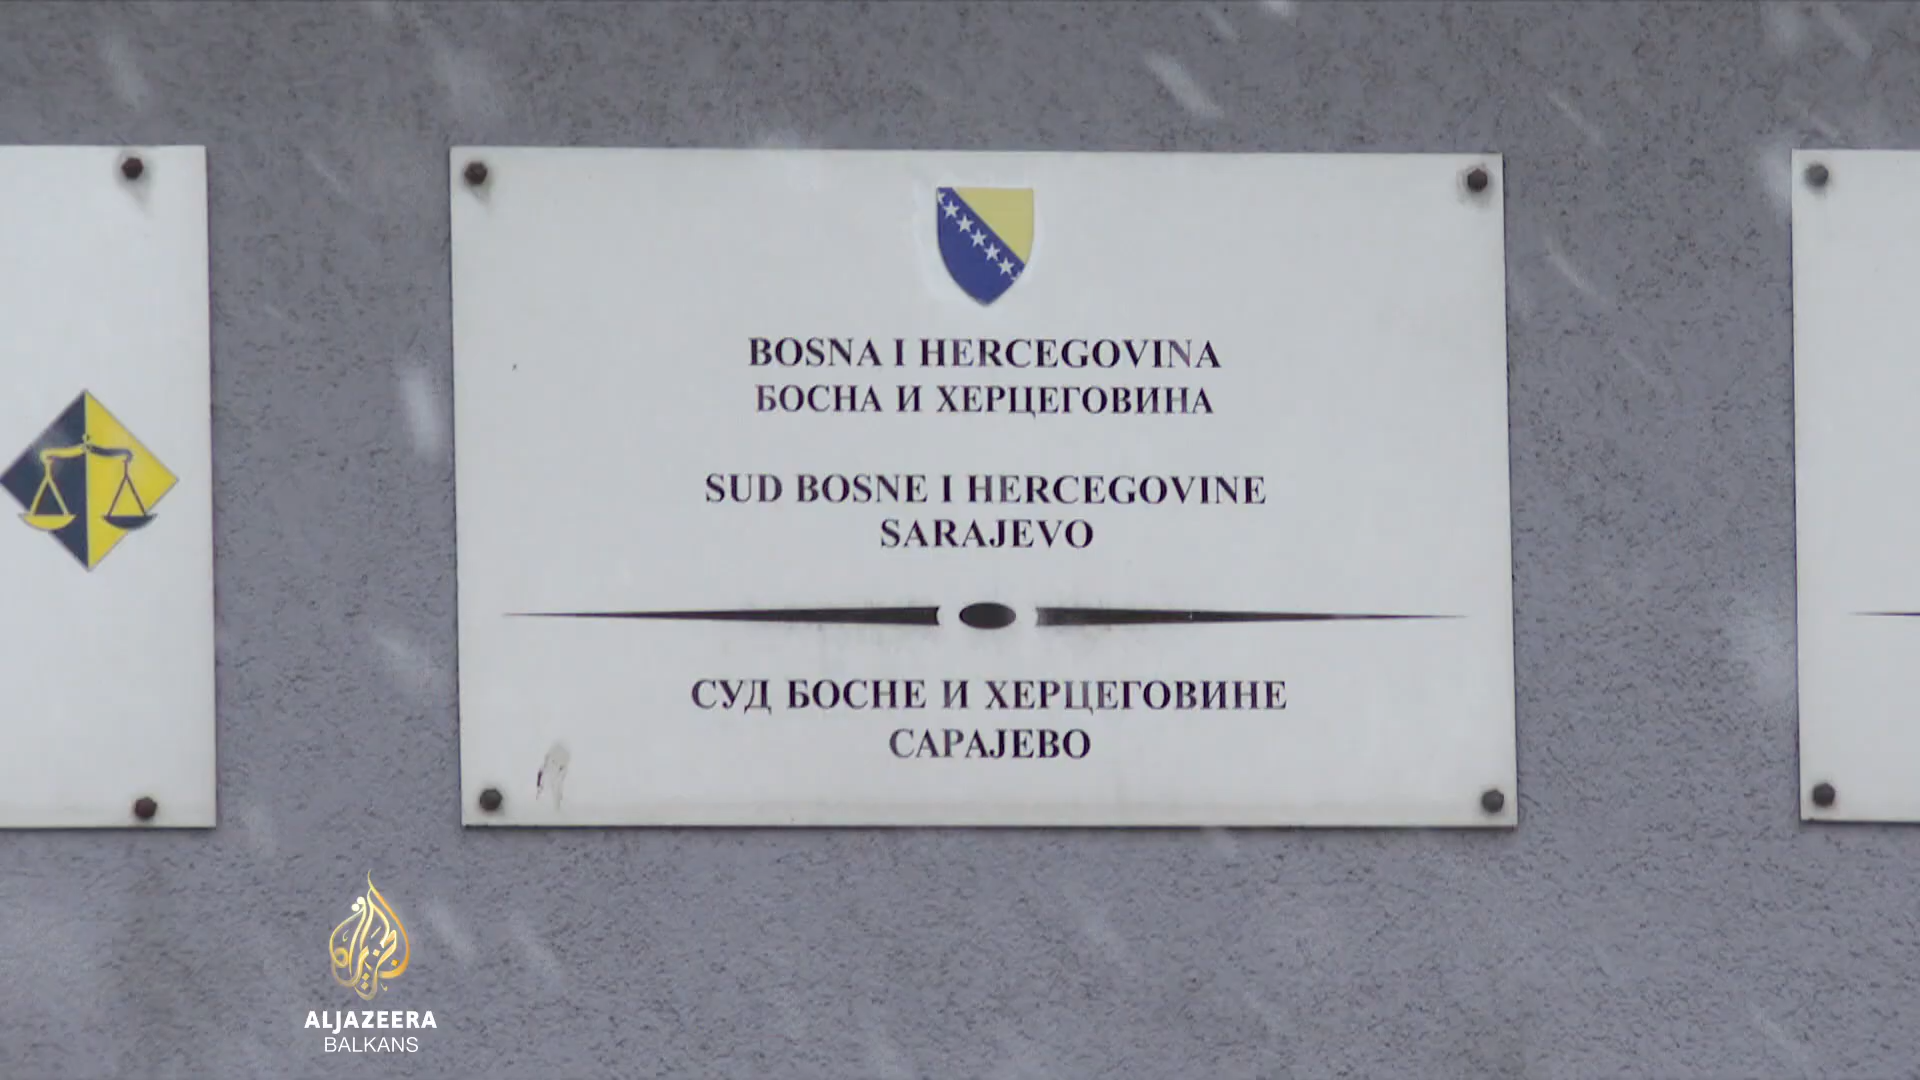 BOSNA I HERCEGOVINA
БОСНА И ХЕРЦЕГОВИНА
SUD BOSNE I HERCEGOVINE
SARAJEVO
СУД БОСНЕ И ХЕРЦЕГОВИНЕ
САРАЈЕВО
ALJAZEERA
BALKANS